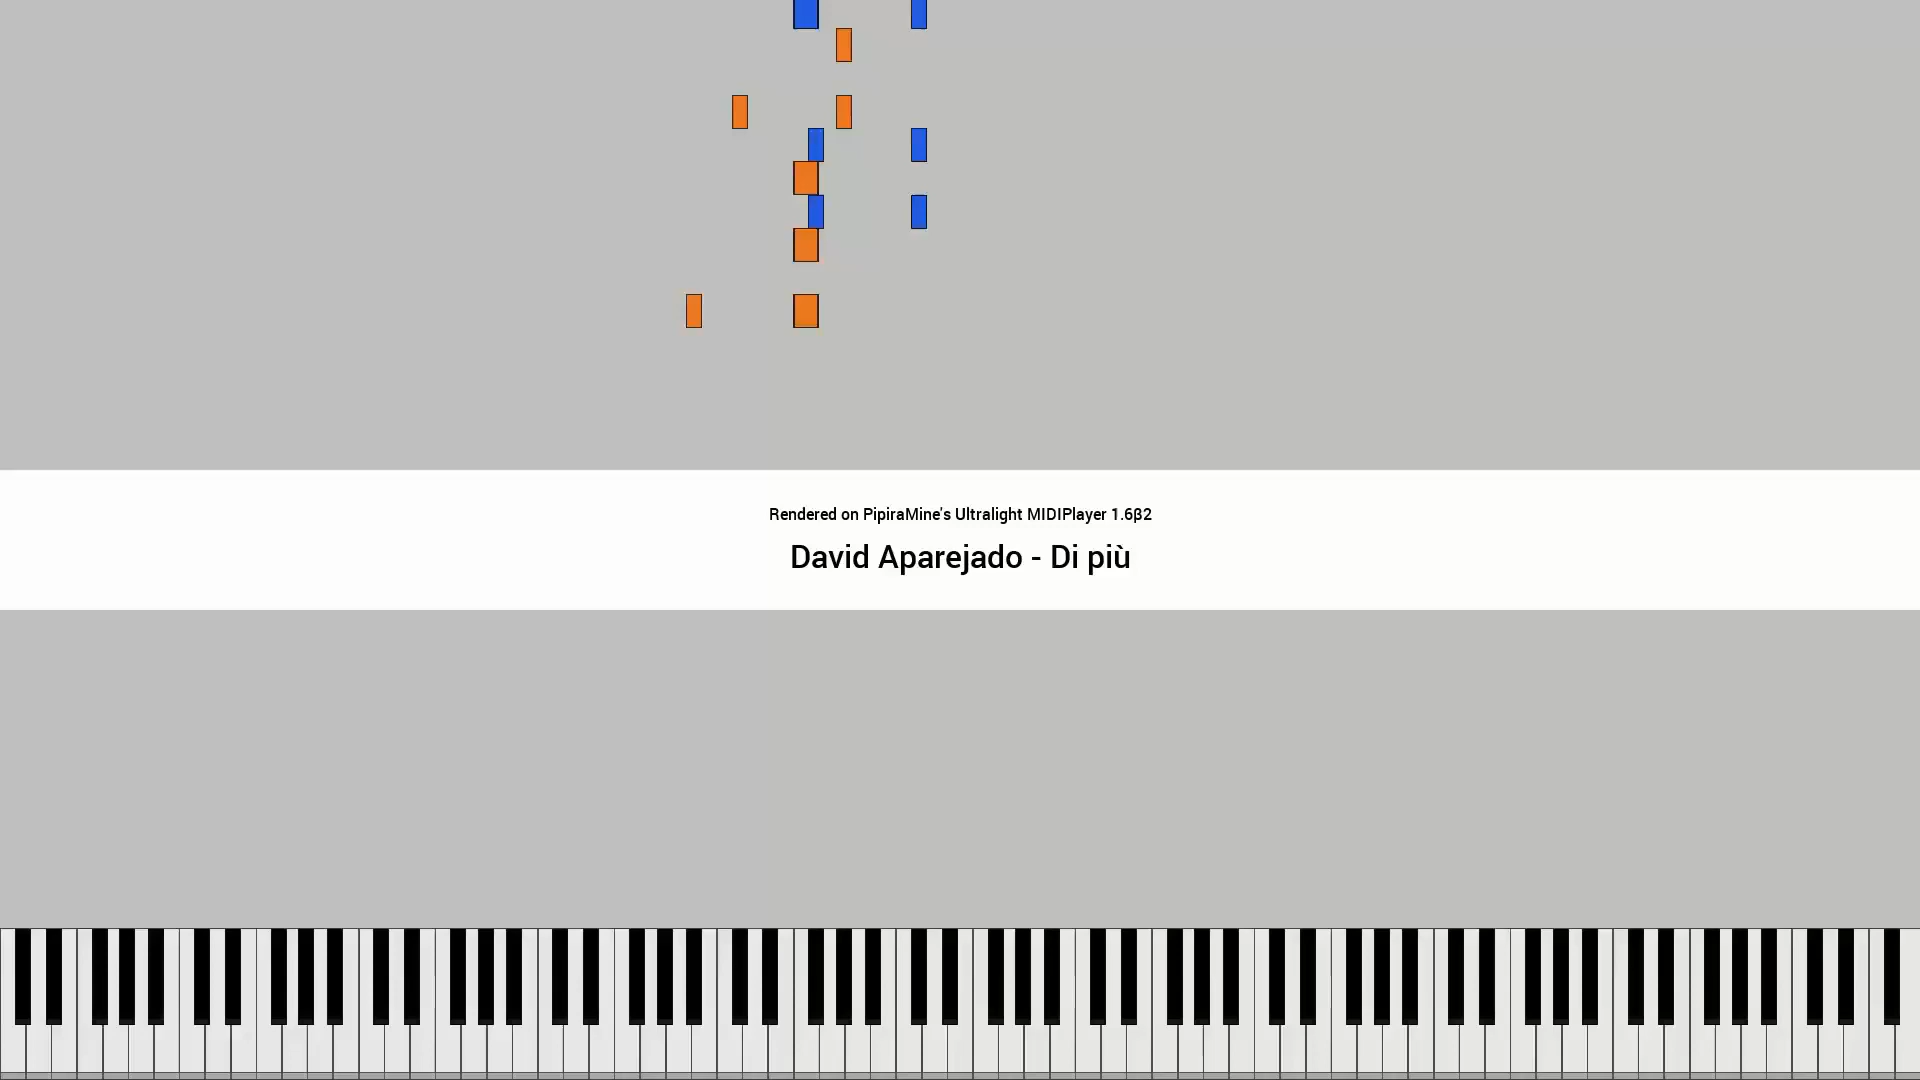 Rendered on PipiraMine's Ultralight MIDIPlayer 1.6β2
David Aparejado - Di più